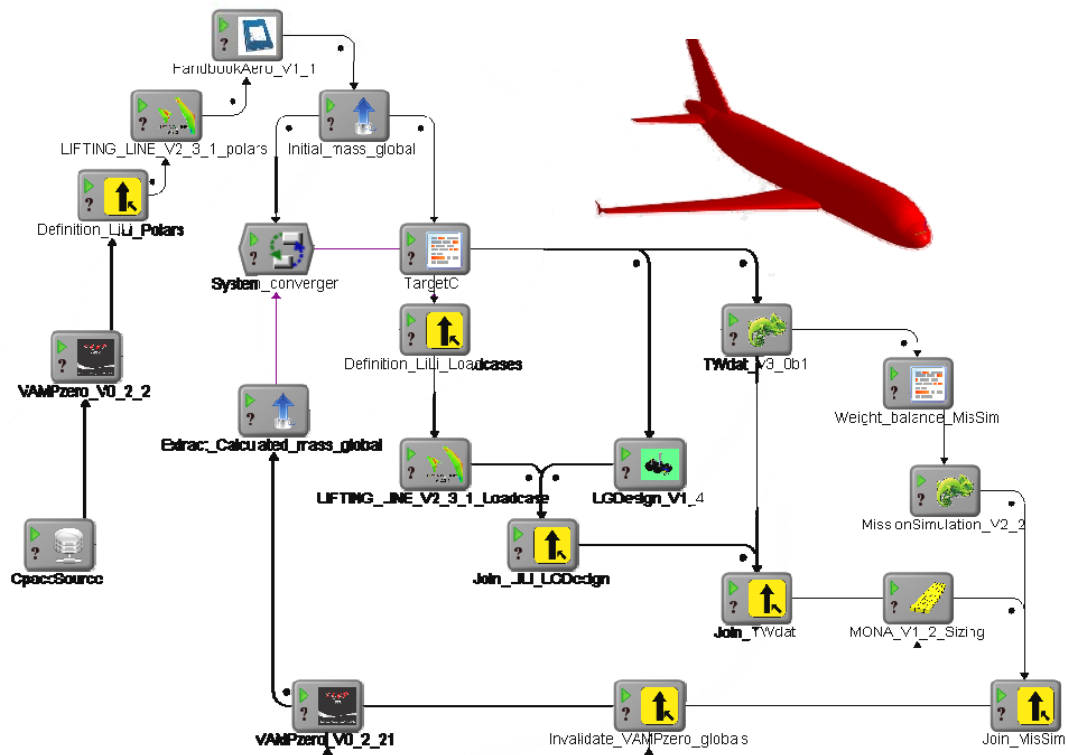 HandbookAero_V1_1
LIFTING_LINE_V2_3_1_polars
Initial_mass_global
Definition_LiLi_Polars
System_converger
TargetC
Definition_LiLi_Loadcases
TWdat_V3_0b1
VAMPzero_V0_2_2
Weight_balance_MisSim
Extract_Calculated_mass_global
LIFTING_LINE_V2_3_1_Loadcase
LGDesign_V1_4
MissionSimulation_V2_2
CpacsSource
Join_LILI_LGDesign
Join_TWdat
MONA_V1_2_Sizing
VAMPzero_V0_2_21
Invalidate_VAMPzero_globals
Join_MisSim